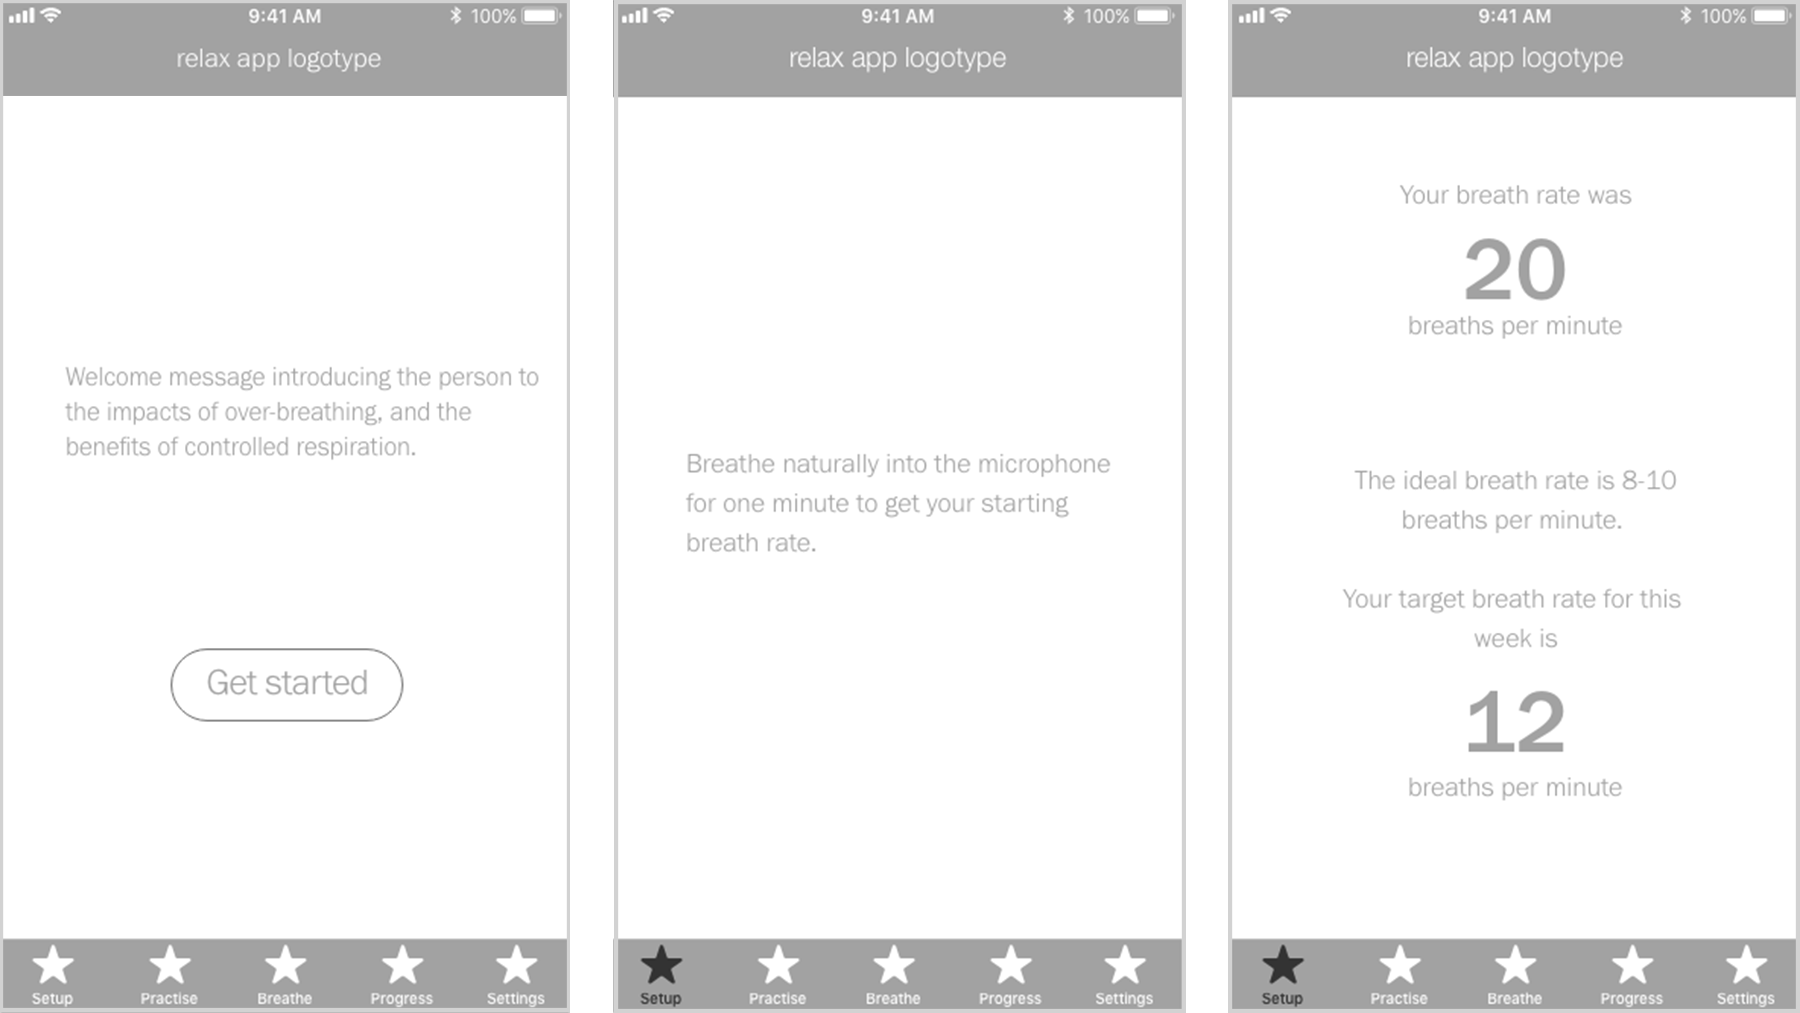 9:41 AM
100%
relax app logotype
Welcome message introducing the person to
the impacts of over-breathing, and the
benefits of controlled respiration.
Get started
Setup
Practise
Breathe
Progress
Settings
9:41 AM
100%
relax app logotype
Breathe naturally into the microphone
for one minute to get your starting
breath rate.
Setup
Practise
Breathe
Progress
Settings
9:41 AM
100%
relax app logotype
Your breath rate was
20
breaths per minute
The ideal breath rate is 8-10
breaths per minute.
Your target breath rate for this
week is
12
breaths per minute
Setup
Practise
Breathe
Progress
Settings